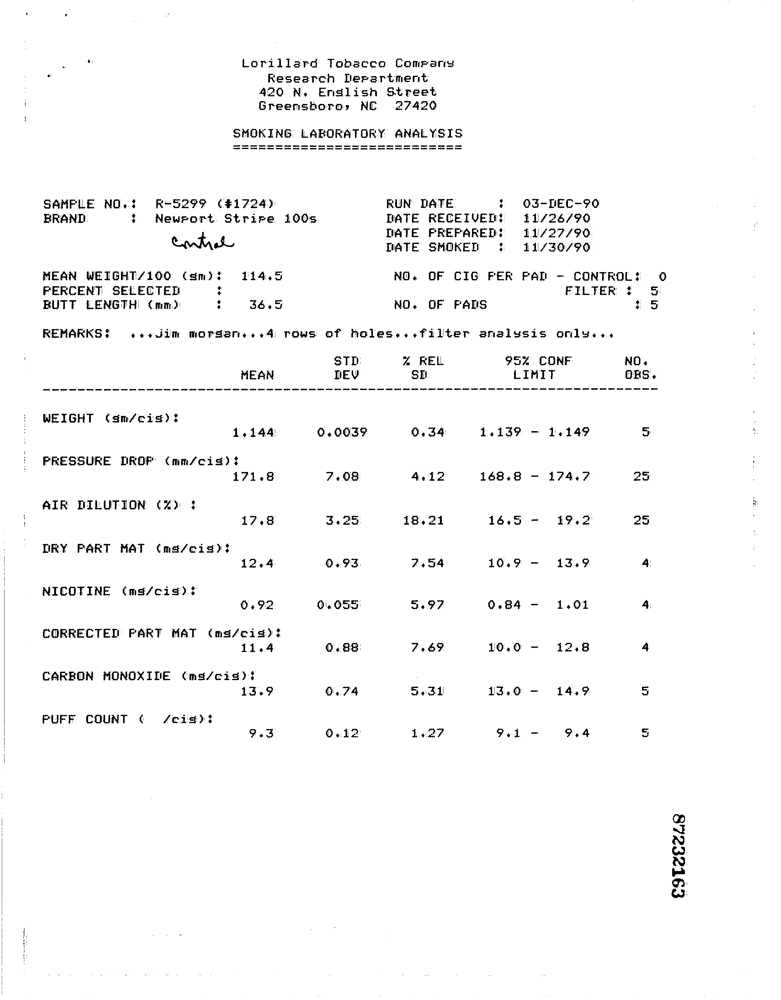 Lorillard Tobacco Company
Research Department
420 N. English Street
Greensboro, NC 27420
SMOKING LABORATORY ANALYSIS
===========================
SAMPLE NO.: R-5299 (#1724) RUN DATE : 03-DEC-90
BRAND : Newport Stripe 100s DATE RECEIVED: 11/26/90
DATE PREPARED: 11/27/90
Control DATE SMOKED : 11/30/90
MEAN WEIGHT/100 (gm): 114.5 NO. OF CIG PER PAD - CONTROL: 0
PERCENT SELECTED : FILTER : 5
BUTT LENGTH (mm) : 36.5 NO. OF PADS : 5
REMARKS: ...Jim morgan...4 rows of holes...filter analysis only...
STD % REL 95% CONF NO.
MEAN DEV SD LIMIT OBS.
WEIGHT (gm/cig):
1.144 0.0039 0.34 1.139 - 1.149 5
PRESSURE DROP (mm/cig):
171.8 7.08 4.12 168.8 - 174.7 25
AIR DILUTION (%) :
17.8 3.25 18.21 16.5 - 19.2 25
DRY PART MAT (mg/cig):
12.4 0.93 7.54 10.9 - 13.9 4
NICOTINE (mg/cig):
0.92 0.055 5.97 0.84 - 1.01 4
CORRECTED PART MAT (mg/cig):
11.4 0.88 7.69 10.0 - 12.8 4
CARBON MONOXIDE (mg/cig):
13.9 0.74 5.31 13.0 - 14.9 5
PUFF COUNT ( /cig):
9.3 0.12 1.27 9.1 - 9.4 5
87232163